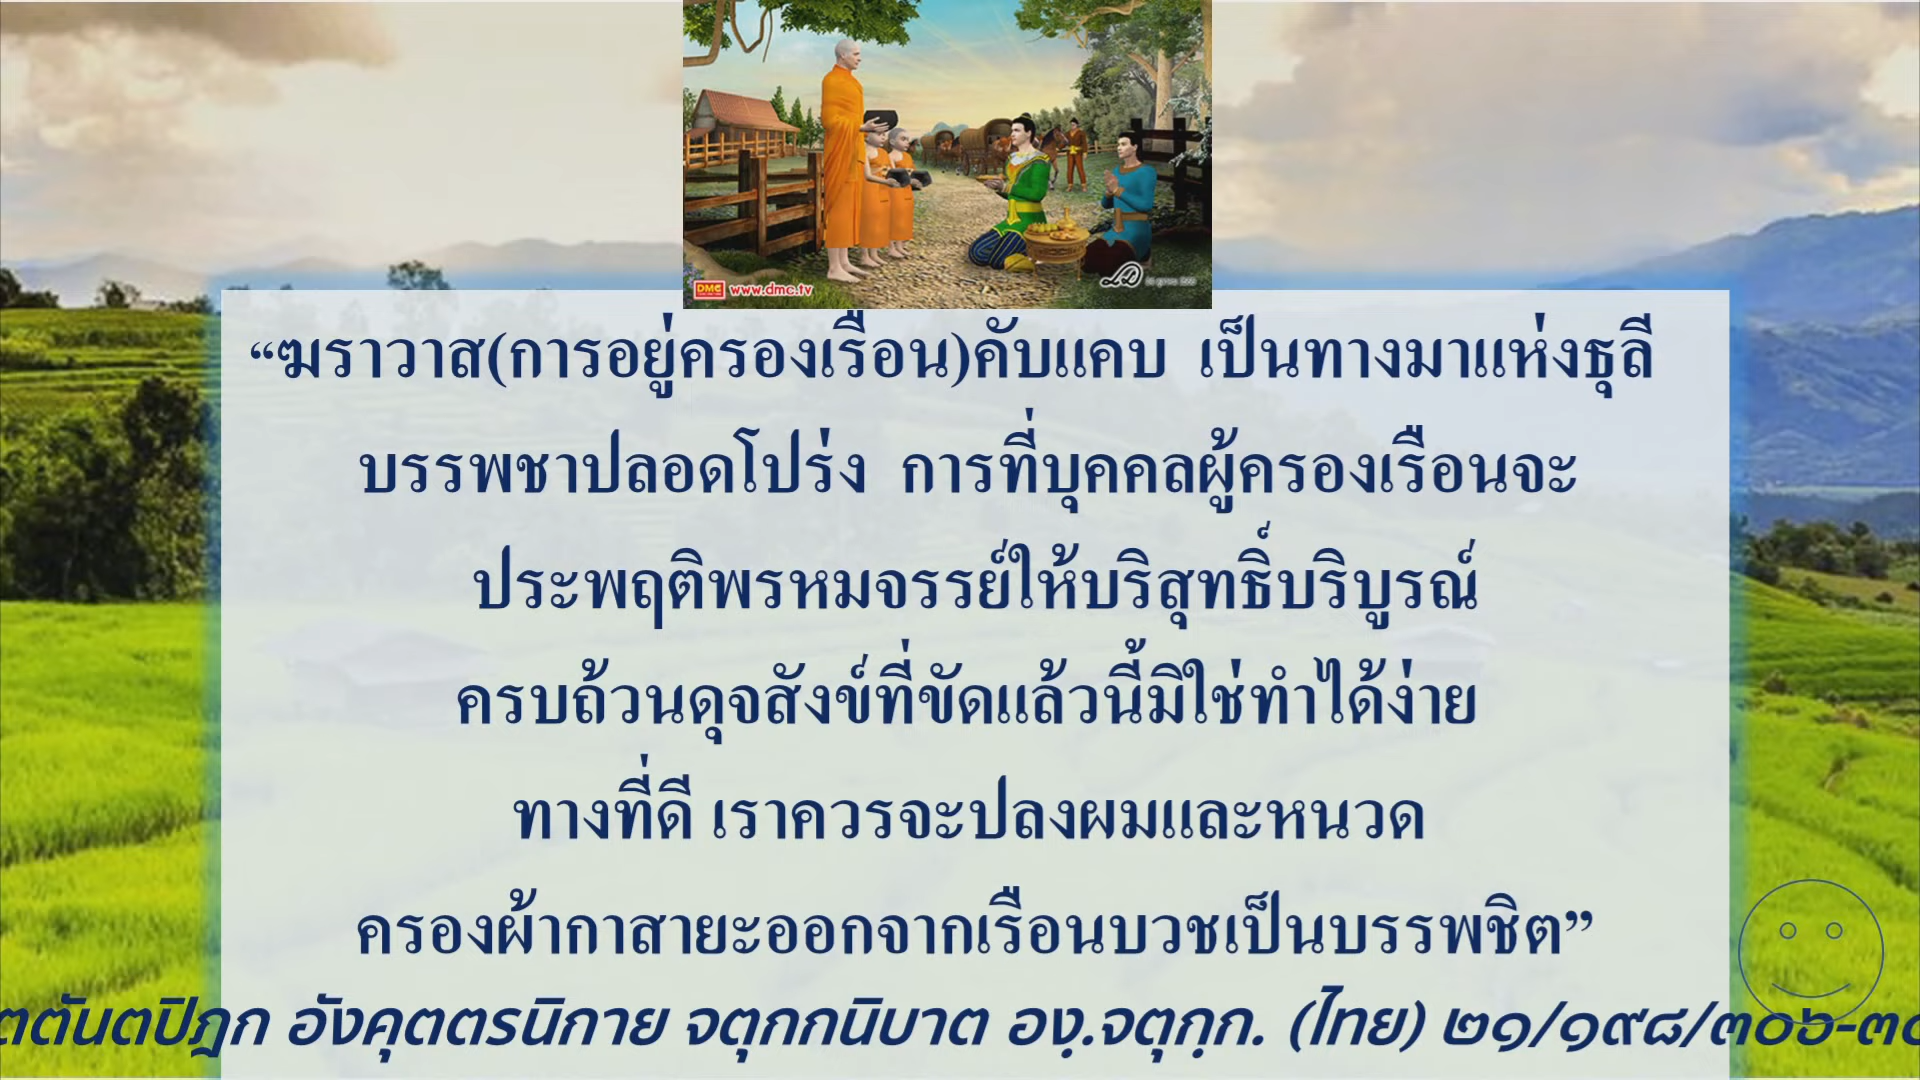 DMC www.dmc.tv
“ฆราวาส(การอยู่ครองเรือน)คับแคบ เป็นทางมาแห่งธุลี
บรรพชาปลอดโปร่ง การที่บุคคลผู้ครองเรือนจะ
ประพฤติพรหมจรรย์ให้บริสุทธิ์บริบูรณ์
ครบถ้วนดุจสังข์ที่ขัดแล้วนี้มิใช่ทำได้ง่าย
ทางที่ดี เราควรจะปลงผมและหนวด
ครองผ้ากาสายะออกจากเรือนบวชเป็นบรรพชิต”
ตตันตปิฎก อังคุตตรนิกาย จตุกกนิบาต องฺ.จตุกฺก. (ไทย) ๒๑/๑๙๘/๓๐๖-๓๐